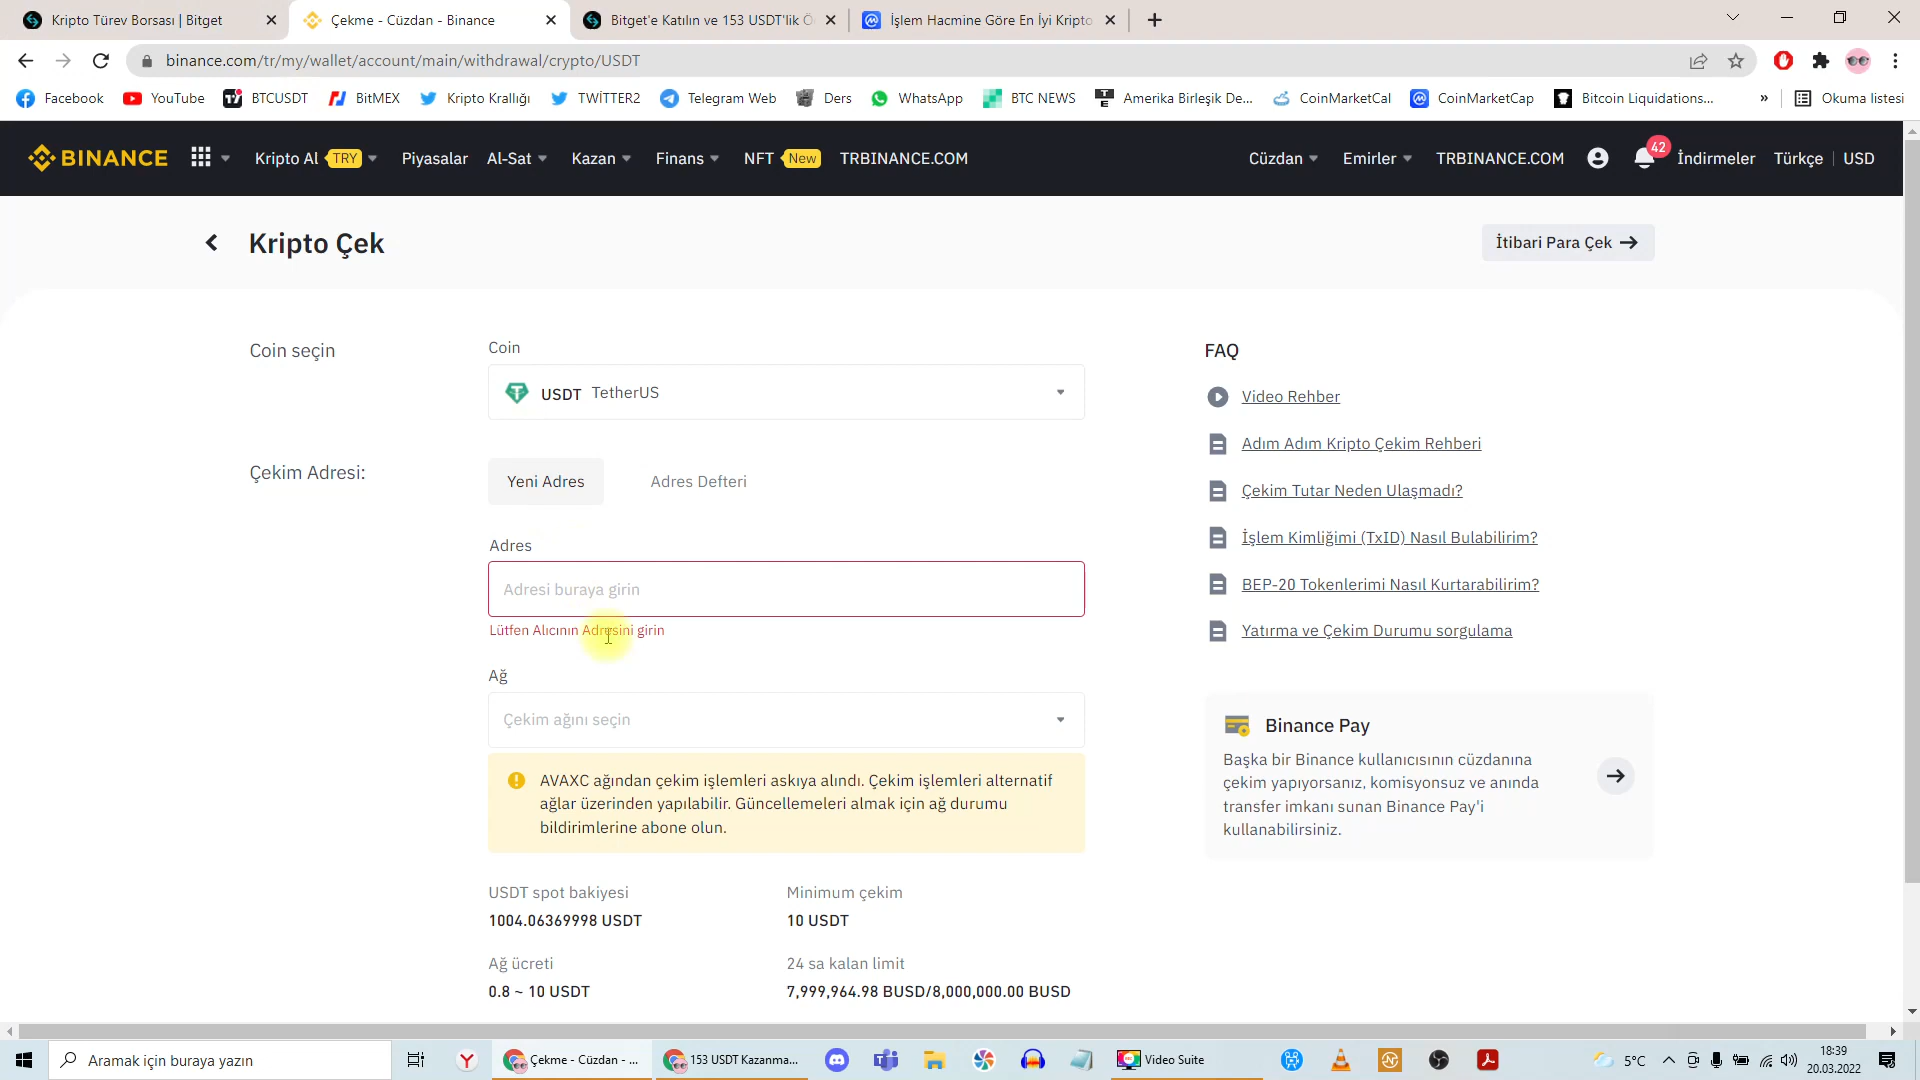 Kripto Türev Borsası | Bitget
Çekme - Cüzdan - Binance
Bitget'e Katılın ve 153 USDT'lik Ö
İşlem Hacmine Göre En İyi Kripto
binance.com/tr/my/wallet/account/main/withdrawal/crypto/USDT
Facebook
YouTube
BTCUSDT
BitMEX
Kripto Krallığı
TWİTTER2
Telegram Web
Ders
WhatsApp
BTC NEWS
Amerika Birleşik De...
CoinMarketCal
CoinMarketCap
Bitcoin Liquidations...
»
Okuma listesi
BINANCE
Kripto Al TRY
Piyasalar
Al-Sat
Kazan
Finans
NFT New
TRBINANCE.COM
Cüzdan
Emirler
TRBINANCE.COM
42
İndirmeler
Türkçe
USD
Kripto Çek
İtibari Para Çek →
Coin seçin
Coin
USDT TetherUS
Çekim Adresi:
Yeni Adres
Adres Defteri
Adres
Adresi buraya girin
Lütfen Alıcının Adresini girin
Ağ
Çekim ağını seçin
AVAXC ağından çekim işlemleri askıya alındı. Çekim işlemleri alternatif
ağlar üzerinden yapılabilir. Güncellemeleri almak için ağ durumu
bildirimlerine abone olun.
USDT spot bakiyesi
1004.06369998 USDT
Minimum çekim
10 USDT
Ağ ücreti
0.8 ~ 10 USDT
24 sa kalan limit
7,999,964.98 BUSD/8,000,000.00 BUSD
FAQ
Video Rehber
Adım Adım Kripto Çekim Rehberi
Çekim Tutar Neden Ulaşmadı?
İşlem Kimliğimi (TxID) Nasıl Bulabilirim?
BEP-20 Tokenlerimi Nasıl Kurtarabilirim?
Yatırma ve Çekim Durumu sorgulama
Binance Pay
Başka bir Binance kullanıcısının cüzdanına
çekim yapıyorsanız, komisyonsuz ve anında
transfer imkanı sunan Binance Pay'i
kullanabilirsiniz.
Aramak için buraya yazın
Çekme - Cüzdan - ...
153 USDT Kazanma...
Video Suite
5°C
18:39
20.03.2022